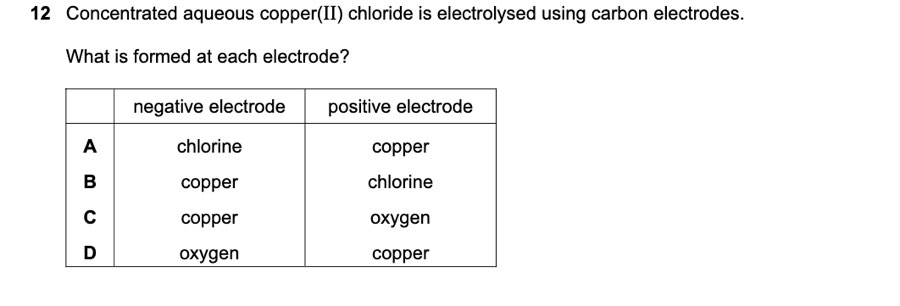 12 Concentrated aqueous copper(II) chloride is electrolysed using carbon electrodes.
What is formed at each electrode?
negative electrode positive electrode
A chlorine copper
B copper chlorine
C copper oxygen
D oxygen copper